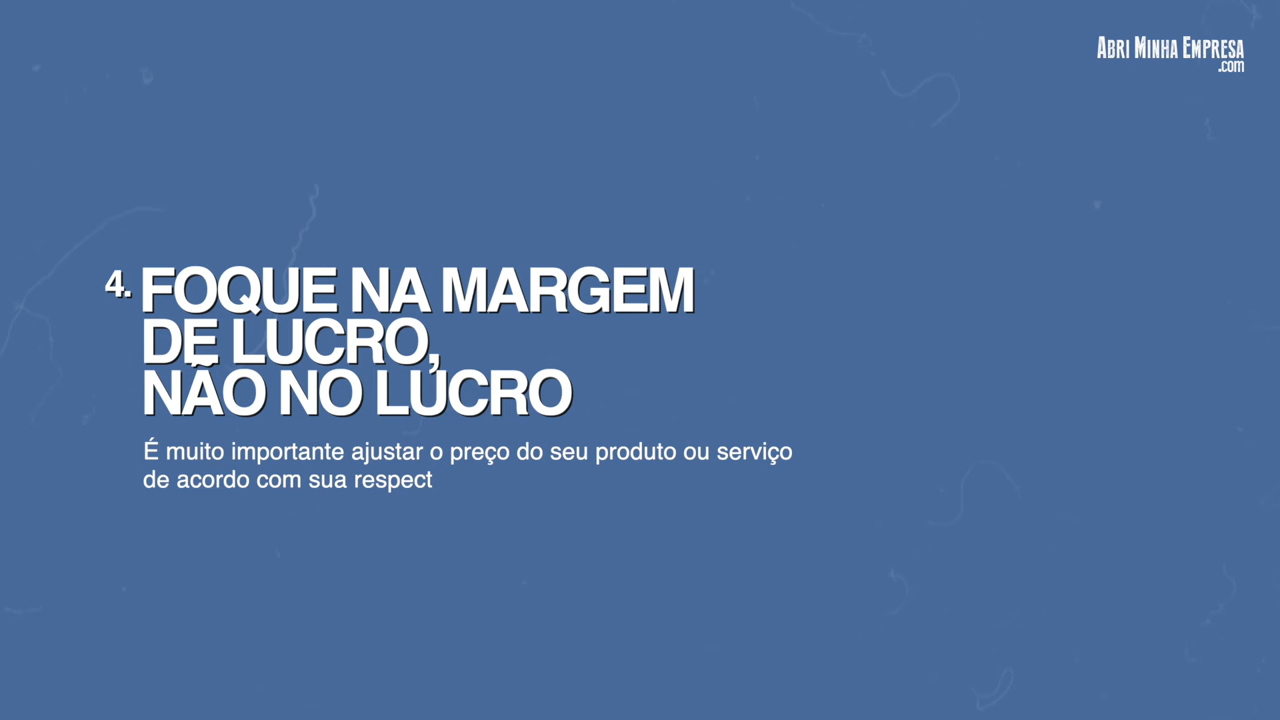 ABRI MINHA EMPRESA
.com
4. FOQUE NA MARGEM
DE LUCRO,
NÃO NO LUCRO
É muito importante ajustar o preço do seu produto ou serviço
de acordo com sua respect